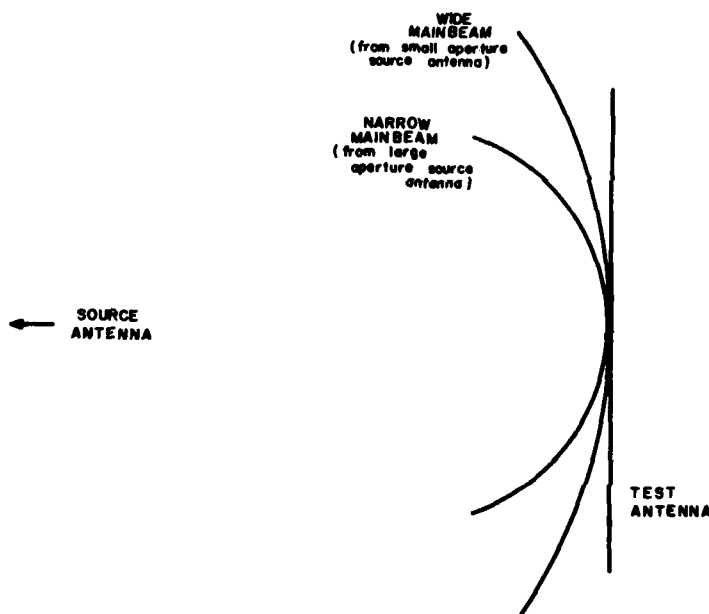 WIDE
MAINBEAM
(from small aperture
source antenna)
NARROW
MAINBEAM
(from large
aperture source
antenna)
SOURCE
ANTENNA
TEST
ANTENNA